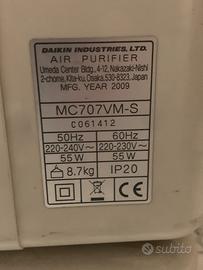 DAIKIN INDUSTRIES, LTD.
AIR PURIFIER
Umeda Center Bldg., 4-12, Nakazaki-Nishi
2-chome, Kita-ku, Osaka, 530-8323, Japan
MFG. YEAR 2009
MC707VM-S
C061412
50Hz 60Hz
220-240V~ 220-230V~
55W 55W
8.7kg IP20
subito